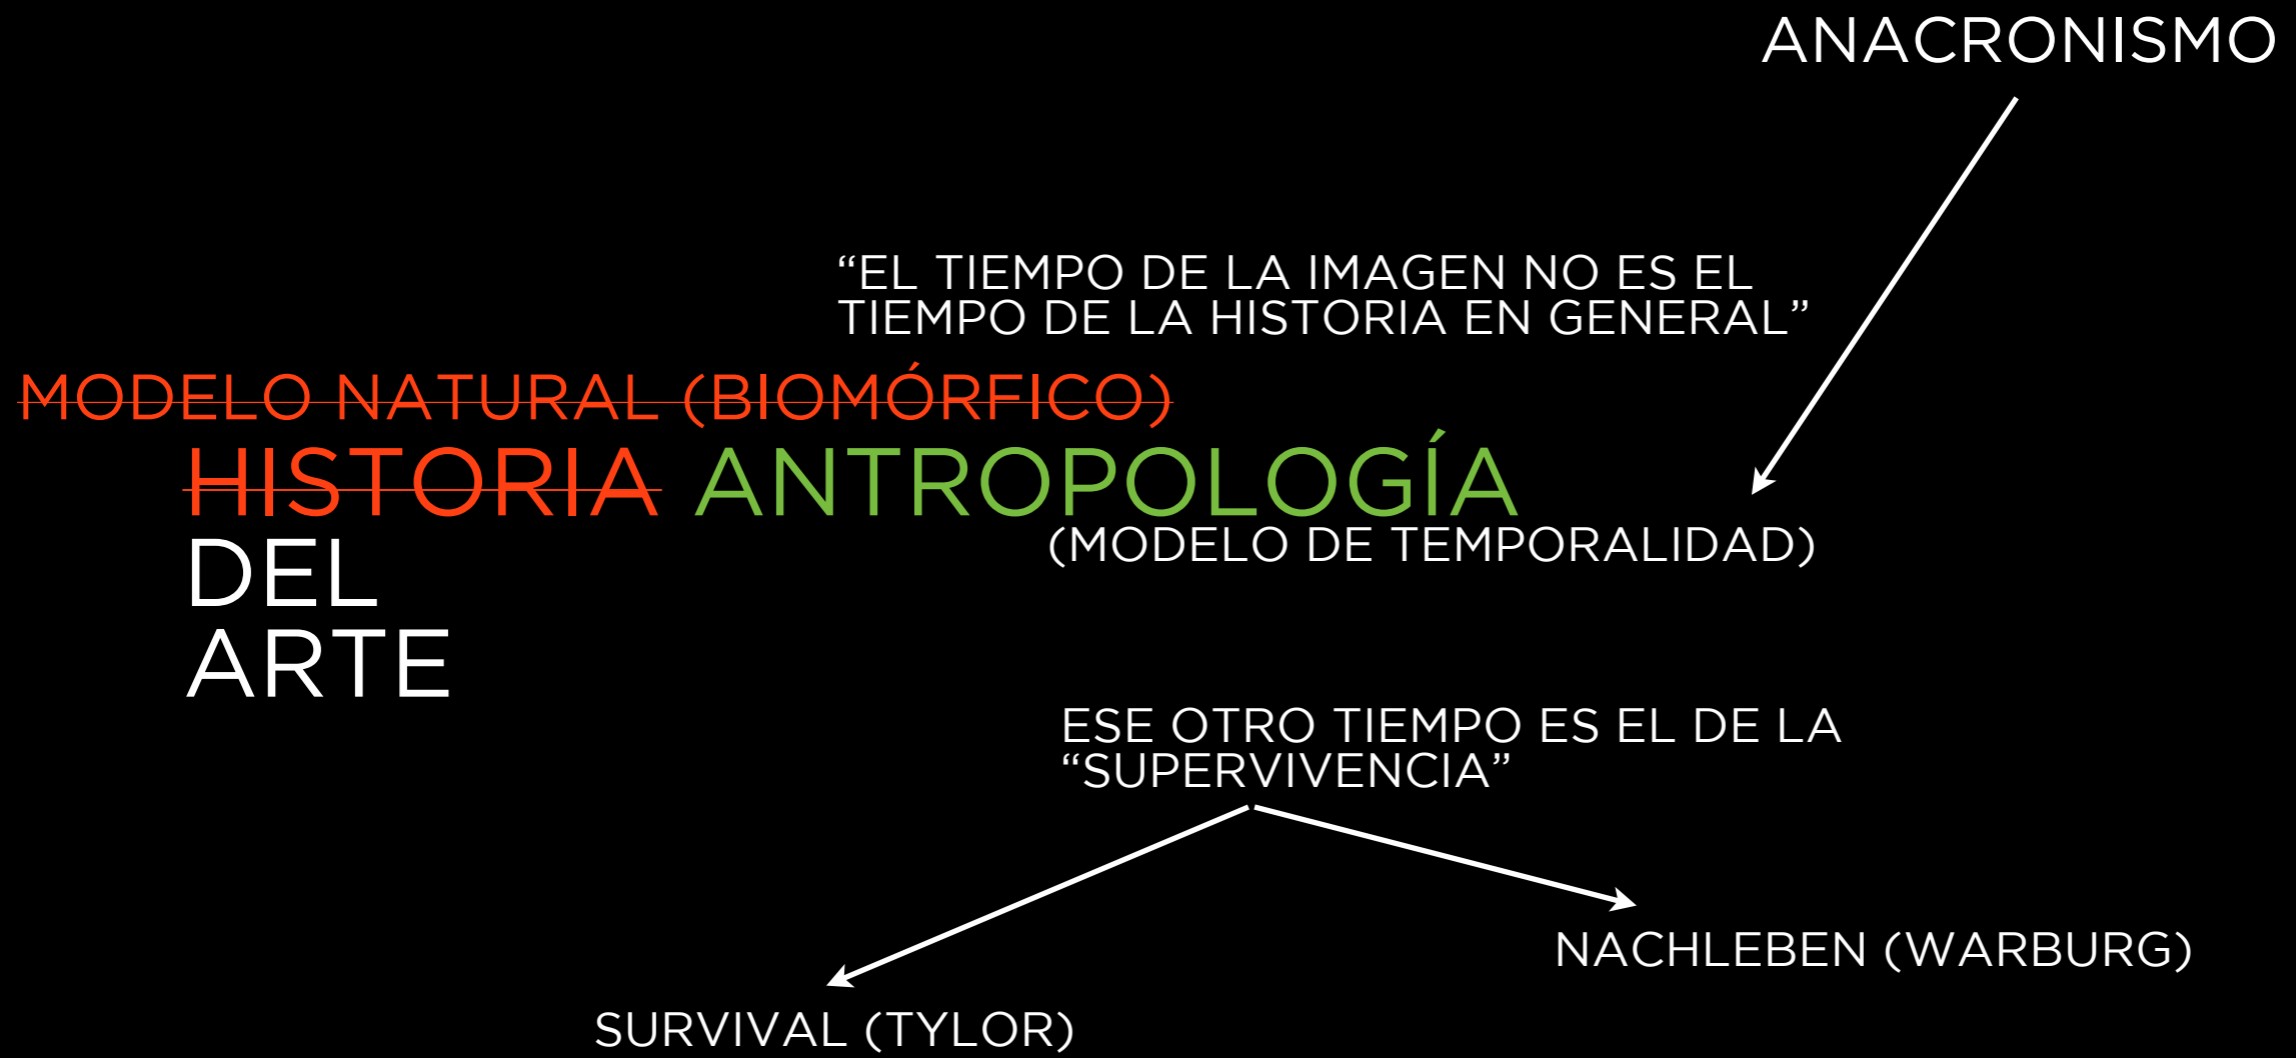 ANACRONISMO
“EL TIEMPO DE LA IMAGEN NO ES EL
TIEMPO DE LA HISTORIA EN GENERAL”
MODELO NATURAL (BIOMÓRFICO)
HISTORIA ANTROPOLOGÍA
(MODELO DE TEMPORALIDAD)
DEL
ARTE
ESE OTRO TIEMPO ES EL DE LA
“SUPERVIVENCIA”
NACHLEBEN (WARBURG)
SURVIVAL (TYLOR)